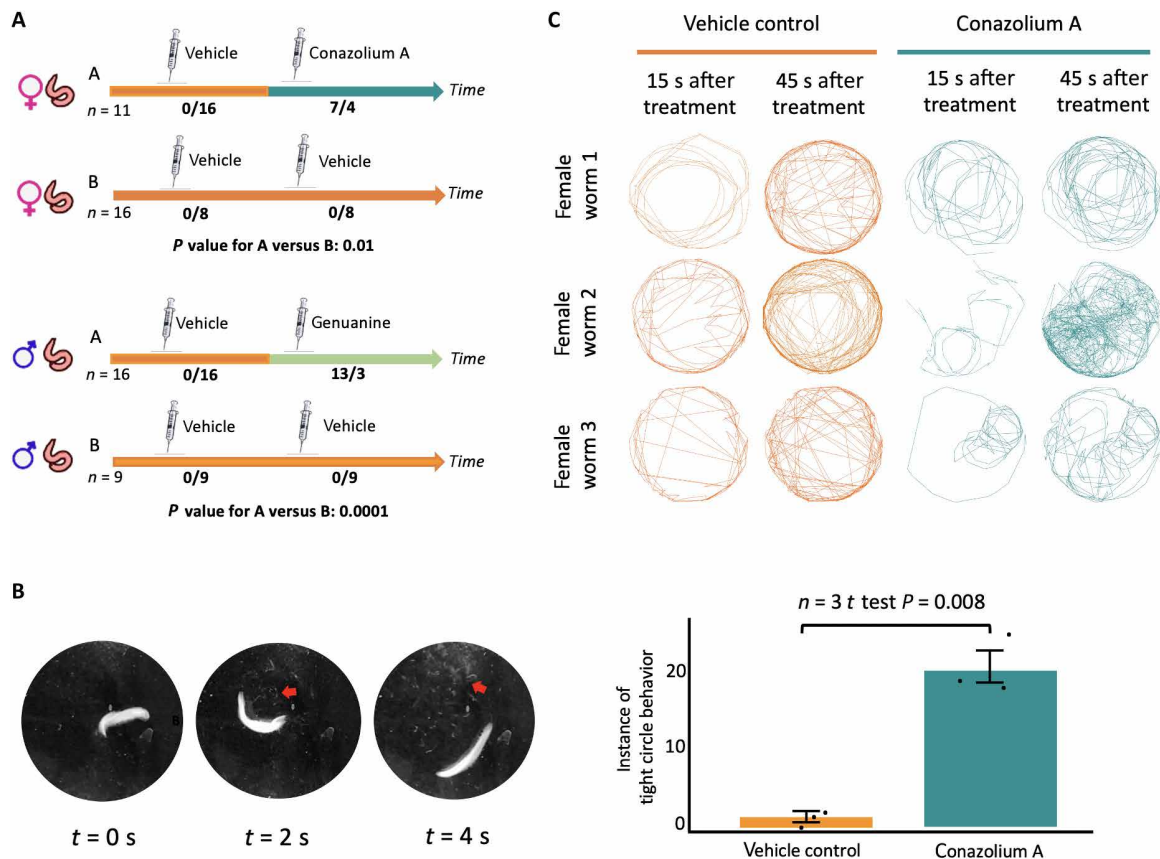 A
Vehicle
Conazolium A
A
Time
n = 11
0/16
7/4
Vehicle
Vehicle
B
Time
n = 16
0/8
0/8
P value for A versus B: 0.01
Vehicle
Genuanine
A
Time
n = 16
0/16
13/3
Vehicle
Vehicle
B
Time
n = 9
0/9
0/9
P value for A versus B: 0.0001
B
B
t = 0 s
t = 2 s
t = 4 s
C
Vehicle control
Conazolium A
15 s after treatment
45 s after treatment
15 s after treatment
45 s after treatment
Female worm 1
Female worm 2
Female worm 3
n = 3 t test P = 0.008
Instance of
tight circle behavior
20
10
0
Vehicle control
Conazolium A